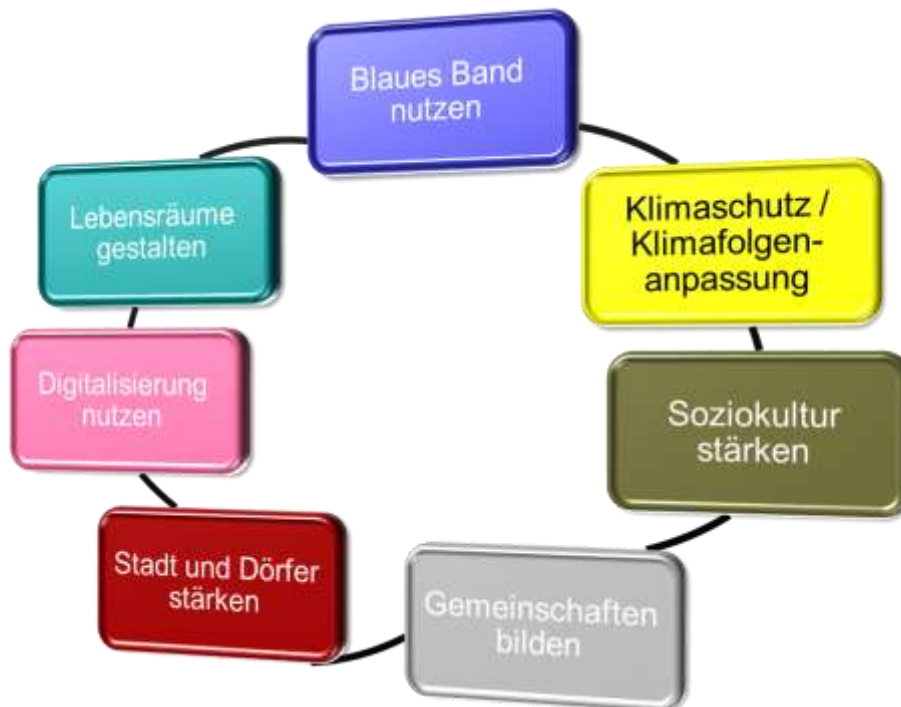 Blaues Band
nutzen
Klimaschutz /
Klimafolgen-
anpassung
Soziokultur
stärken
Gemeinschaften
bilden
Stadt und Dörfer
stärken
Digitalisierung
nutzen
Lebensräume
gestalten